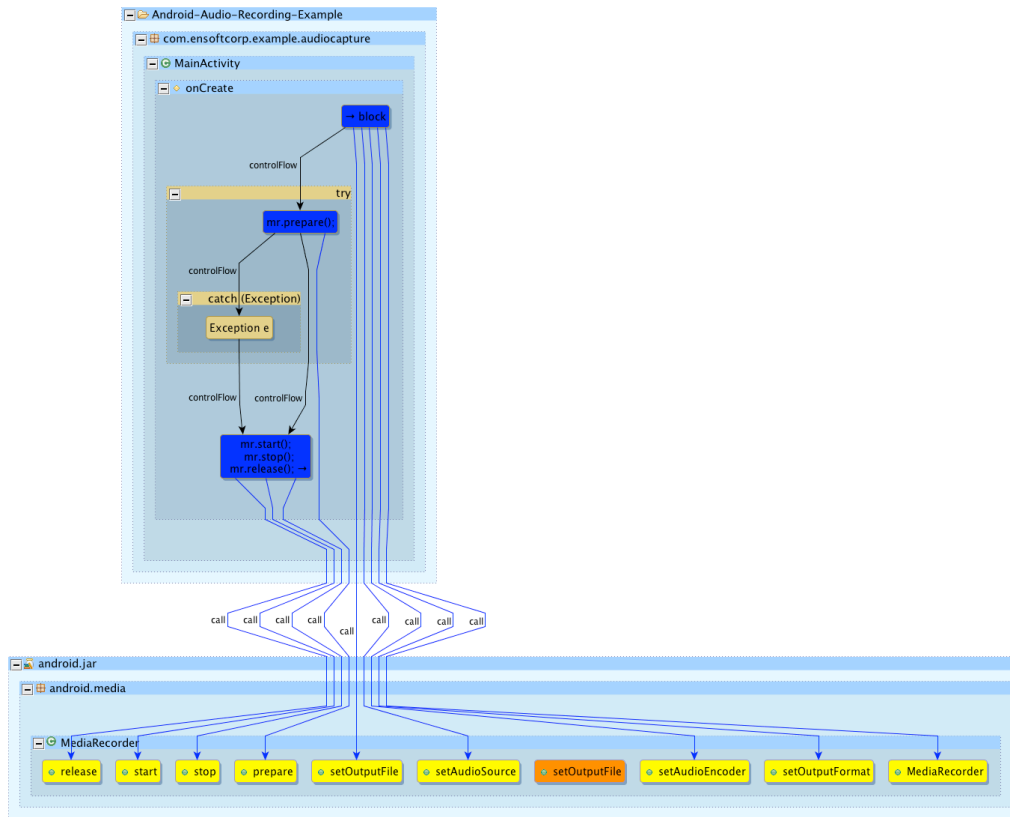 Android-Audio-Recording-Example
com.ensoftcorp.example.audiocapture
MainActivity
onCreate
→ block
controlFlow
try
mr.prepare();
controlFlow
catch (Exception)
Exception e
controlFlow controlFlow
mr.start();
mr.stop();
mr.release(); →
call call call call call call call call call
android.jar
android.media
MediaRecorder
release start stop prepare setOutputFile setAudioSource setOutputFile setAudioEncoder setOutputFormat MediaRecorder